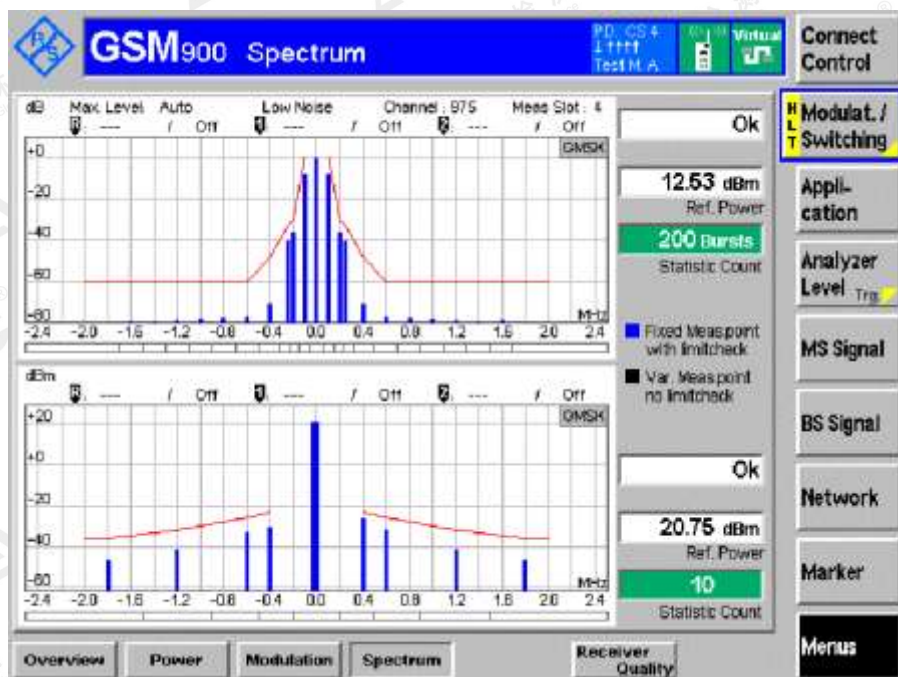 R S
GSM900 Spectrum
PD: CS4
Test M. A
Virtual
Connect Control
dB Max. Level Auto Low Noise Channel : 975 Meas Slot : 4
--- / Off --- / Off --- / Off
GMSK
+0
-20
-40
-60
-80
MHz
-2.4 -2.0 -1.6 -1.2 -0.8 -0.4 0.0 0.4 0.8 1.2 1.6 2.0 2.4
Ok
12.53 dBm
Ref. Power
200 Bursts
Statistic Count
Fixed Meas.point
with limitcheck
Var. Meas.point
no limitcheck
dBm
--- / Off --- / Off --- / Off
GMSK
+20
+0
-20
-40
-60
MHz
-2.4 -2.0 -1.6 -1.2 -0.8 -0.4 0.0 0.4 0.8 1.2 1.6 2.0 2.4
Ok
20.75 dBm
Ref. Power
10
Statistic Count
H L T
Modulat. /
Switching
Appli-
cation
Analyzer
Level Trg.
MS Signal
BS Signal
Network
Marker
Menus
Overview
Power
Modulation
Spectrum
Receiver
Quality